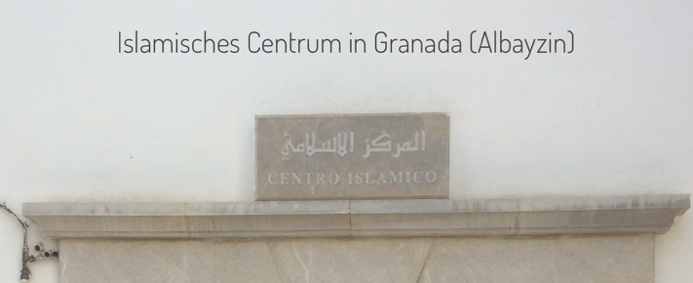 Islamisches Centrum in Granada (Albayzin)
المركز الاسلامي
CENTRO ISLAMICO